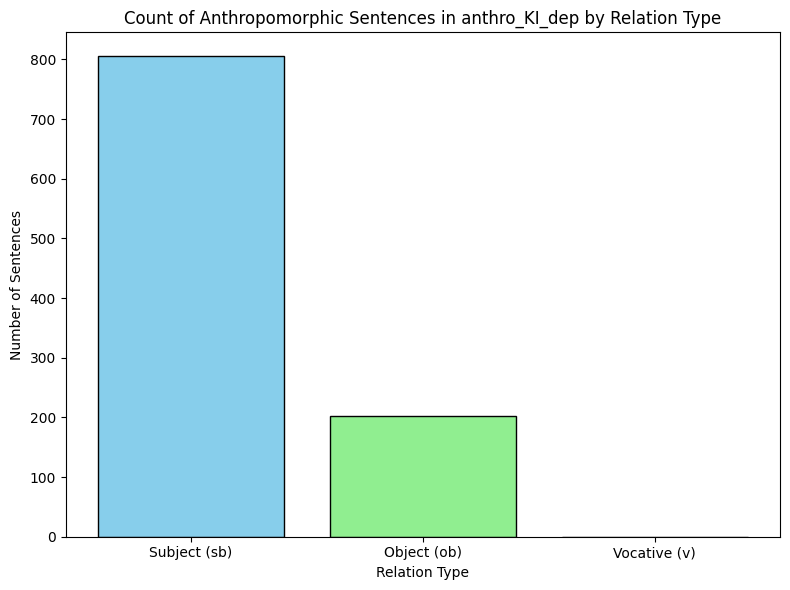 Count of Anthropomorphic Sentences in anthro_KI_dep by Relation Type
Number of Sentences
800
700
600
500
400
300
200
100
0
Subject (sb)
Object (ob)
Vocative (v)
Relation Type